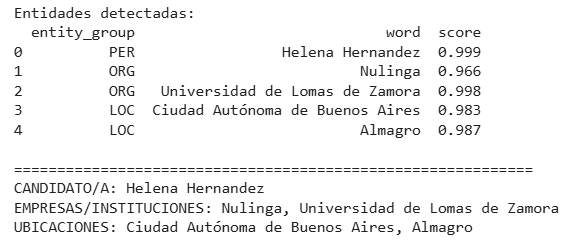 Entidades detectadas:
entity_group word score
0 PER Helena Hernandez 0.999
1 ORG Nulinga 0.966
2 ORG Universidad de Lomas de Zamora 0.998
3 LOC Ciudad Autónoma de Buenos Aires 0.983
4 LOC Almagro 0.987
============================================================
CANDIDATO/A: Helena Hernandez
EMPRESAS/INSTITUCIONES: Nulinga, Universidad de Lomas de Zamora
UBICACIONES: Ciudad Autónoma de Buenos Aires, Almagro